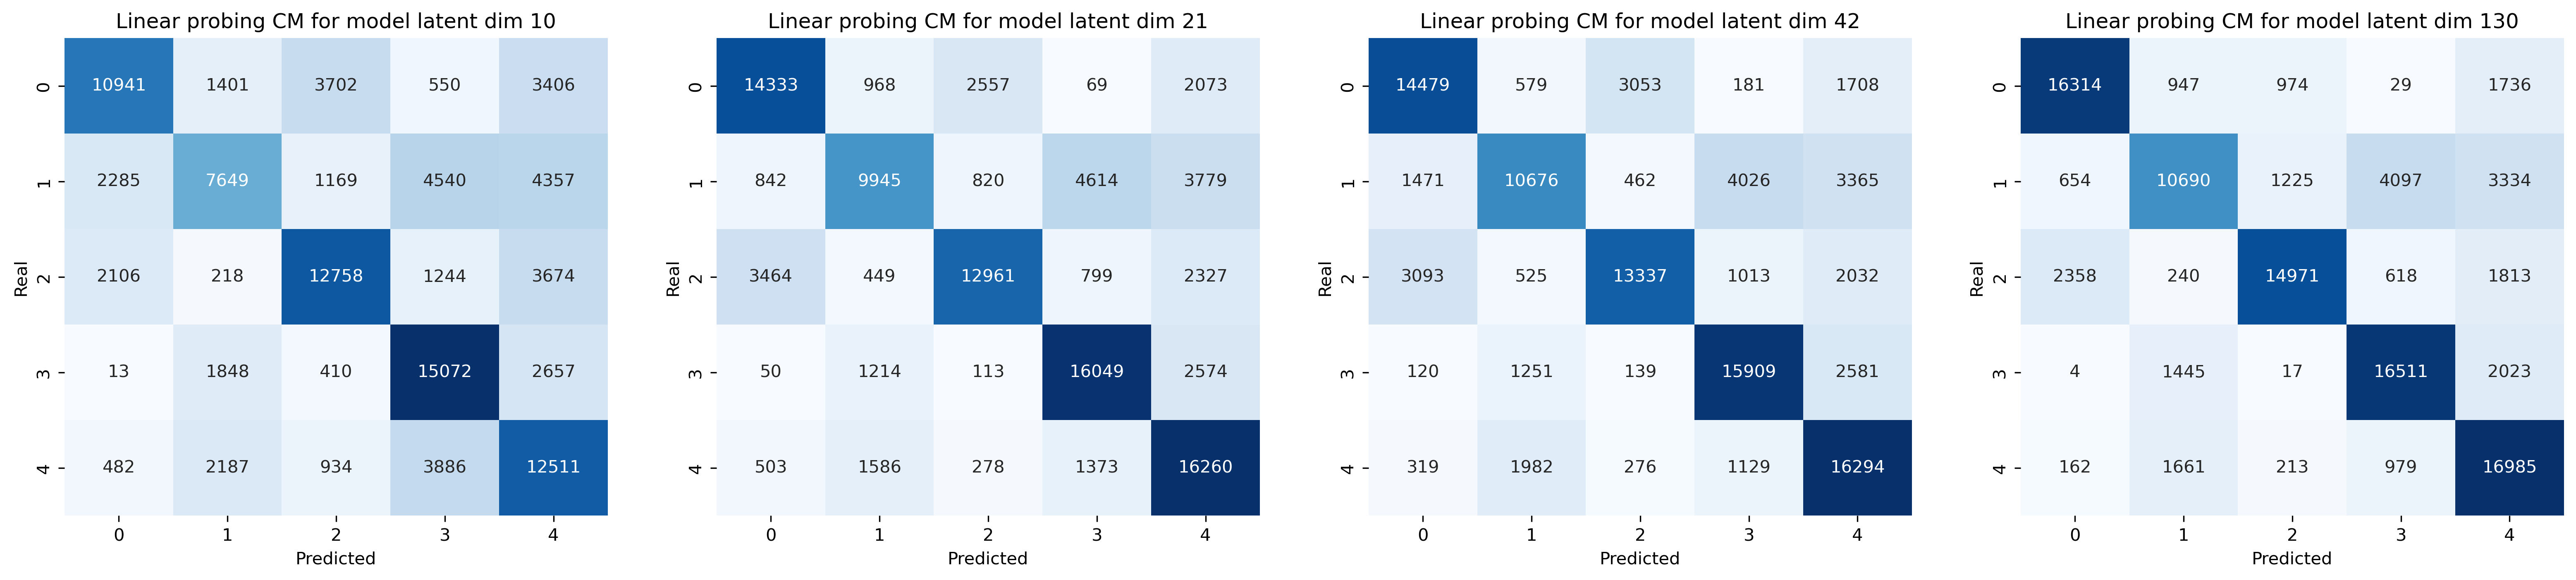 Linear probing CM for model latent dim 10
0 10941 1401 3702 550 3406
1 2285 7649 1169 4540 4357
2 2106 218 12758 1244 3674
3 13 1848 410 15072 2657
4 482 2187 934 3886 12511
0 1 2 3 4
Predicted
Real
Linear probing CM for model latent dim 21
0 14333 968 2557 69 2073
1 842 9945 820 4614 3779
2 3464 449 12961 799 2327
3 50 1214 113 16049 2574
4 503 1586 278 1373 16260
0 1 2 3 4
Predicted
Real
Linear probing CM for model latent dim 42
0 14479 579 3053 181 1708
1 1471 10676 462 4026 3365
2 3093 525 13337 1013 2032
3 120 1251 139 15909 2581
4 319 1982 276 1129 16294
0 1 2 3 4
Predicted
Real
Linear probing CM for model latent dim 130
0 16314 947 974 29 1736
1 654 10690 1225 4097 3334
2 2358 240 14971 618 1813
3 4 1445 17 16511 2023
4 162 1661 213 979 16985
0 1 2 3 4
Predicted
Real